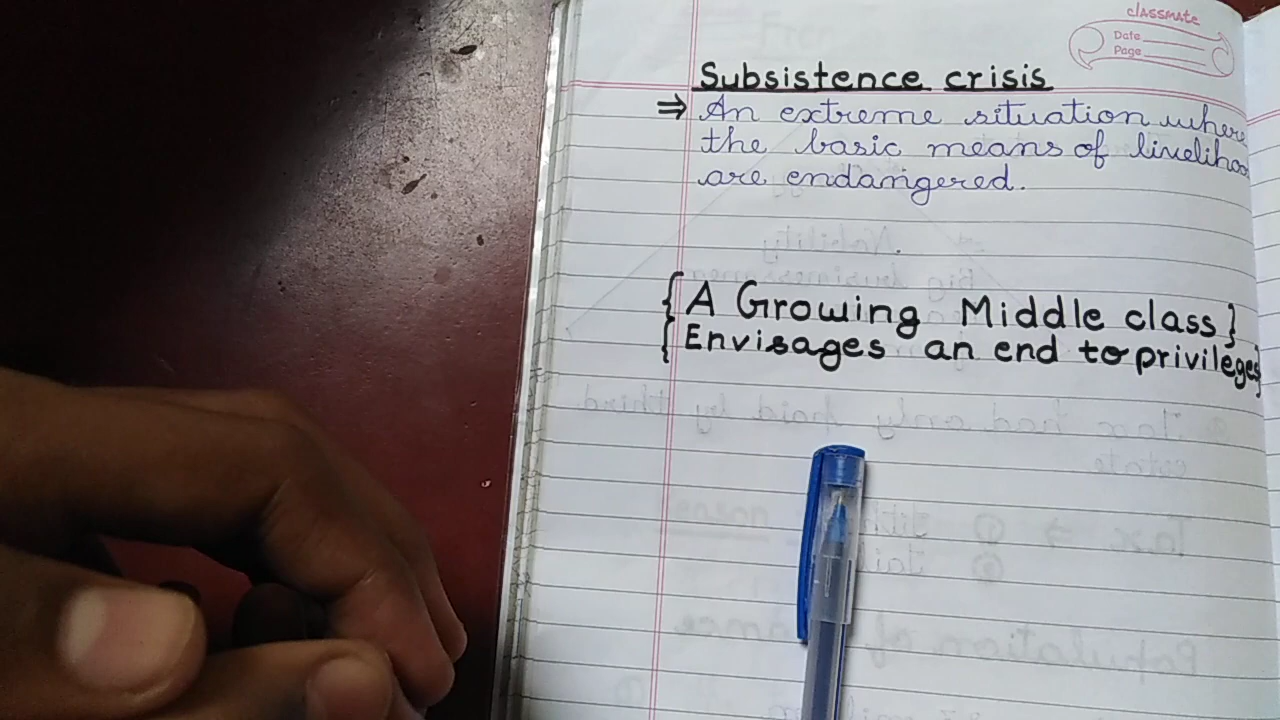 classmate
Date
Page
Subsistence crisis
⇒ An extreme situation where
the basic means of livelihoo
are endangered.
{A Growing Middle class}
{Envisages an end to privileges}